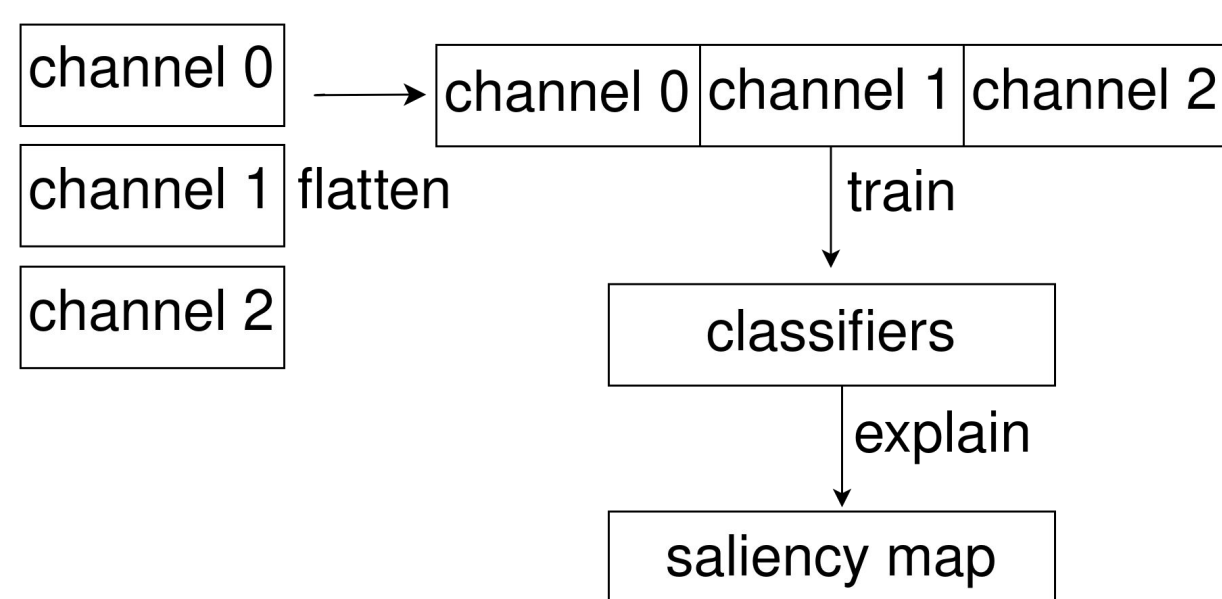 channel 0
channel 1
channel 2
flatten
channel 0 channel 1 channel 2
train
classifiers
explain
saliency map